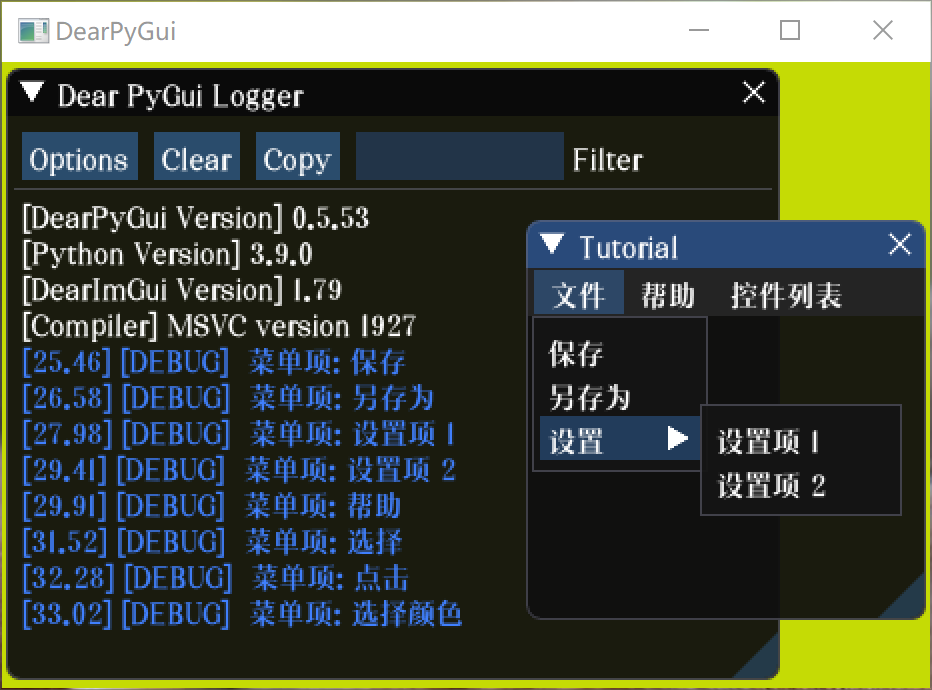 DearPyGui
Dear PyGui Logger
Options Clear Copy Filter
[DearPyGui Version] 0.5.53
[Python Version] 3.9.0
[DearImGui Version] 1.79
[Compiler] MSVC version 1927
[25.46] [DEBUG] 菜单项: 保存
[26.58] [DEBUG] 菜单项: 另存为
[27.98] [DEBUG] 菜单项: 设置项 1
[29.41] [DEBUG] 菜单项: 设置项 2
[29.91] [DEBUG] 菜单项: 帮助
[31.52] [DEBUG] 菜单项: 选择
[32.28] [DEBUG] 菜单项: 点击
[33.02] [DEBUG] 菜单项: 选择颜色
Tutorial
文件 帮助 控件列表
保存
另存为
设置
设置项 1
设置项 2